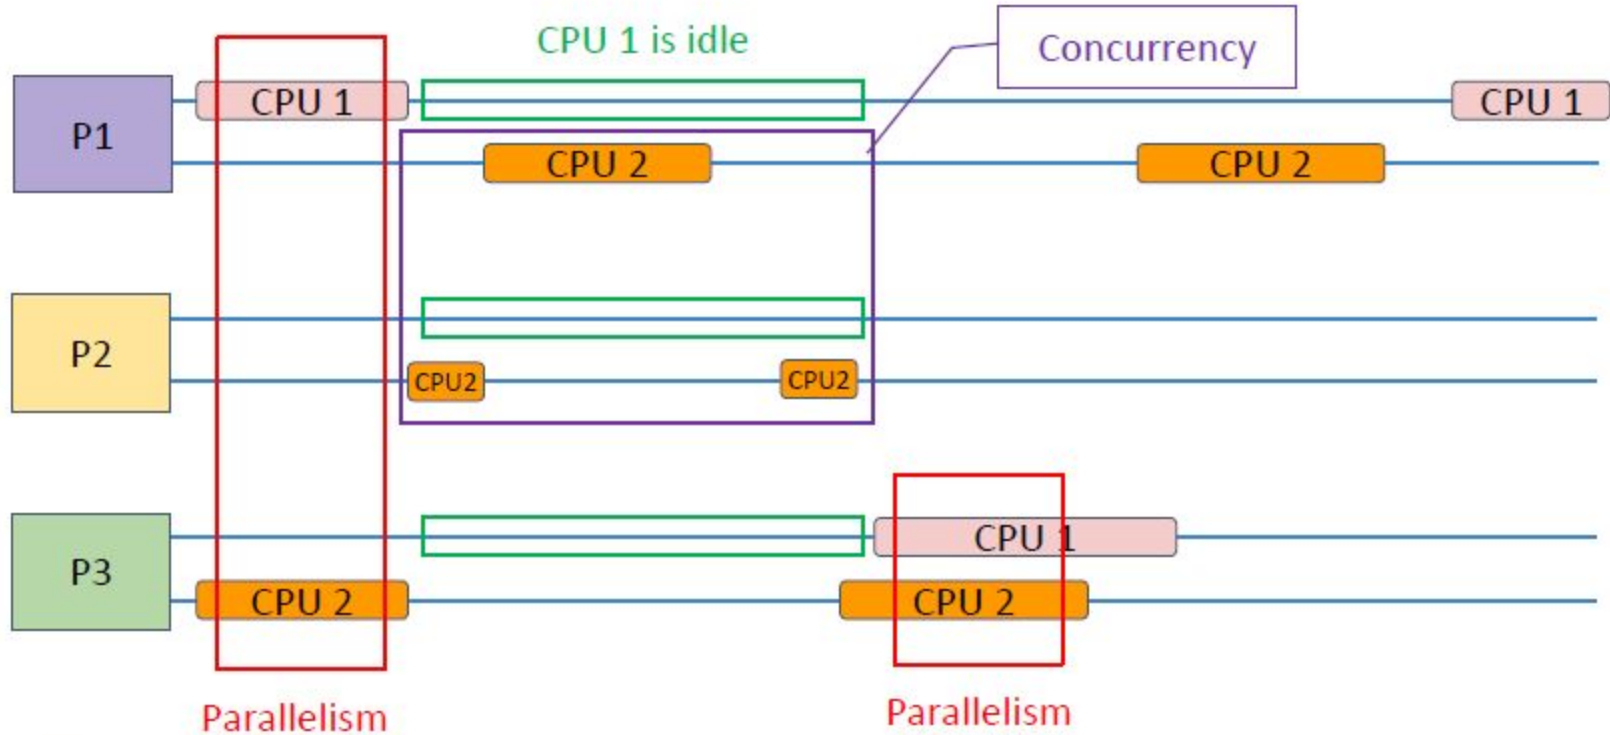 CPU 1 is idle
Concurrency
P1
CPU 1
CPU 1
CPU 2
CPU 2
P2
CPU2
CPU2
P3
CPU 1
CPU 2
CPU 2
Parallelism
Parallelism